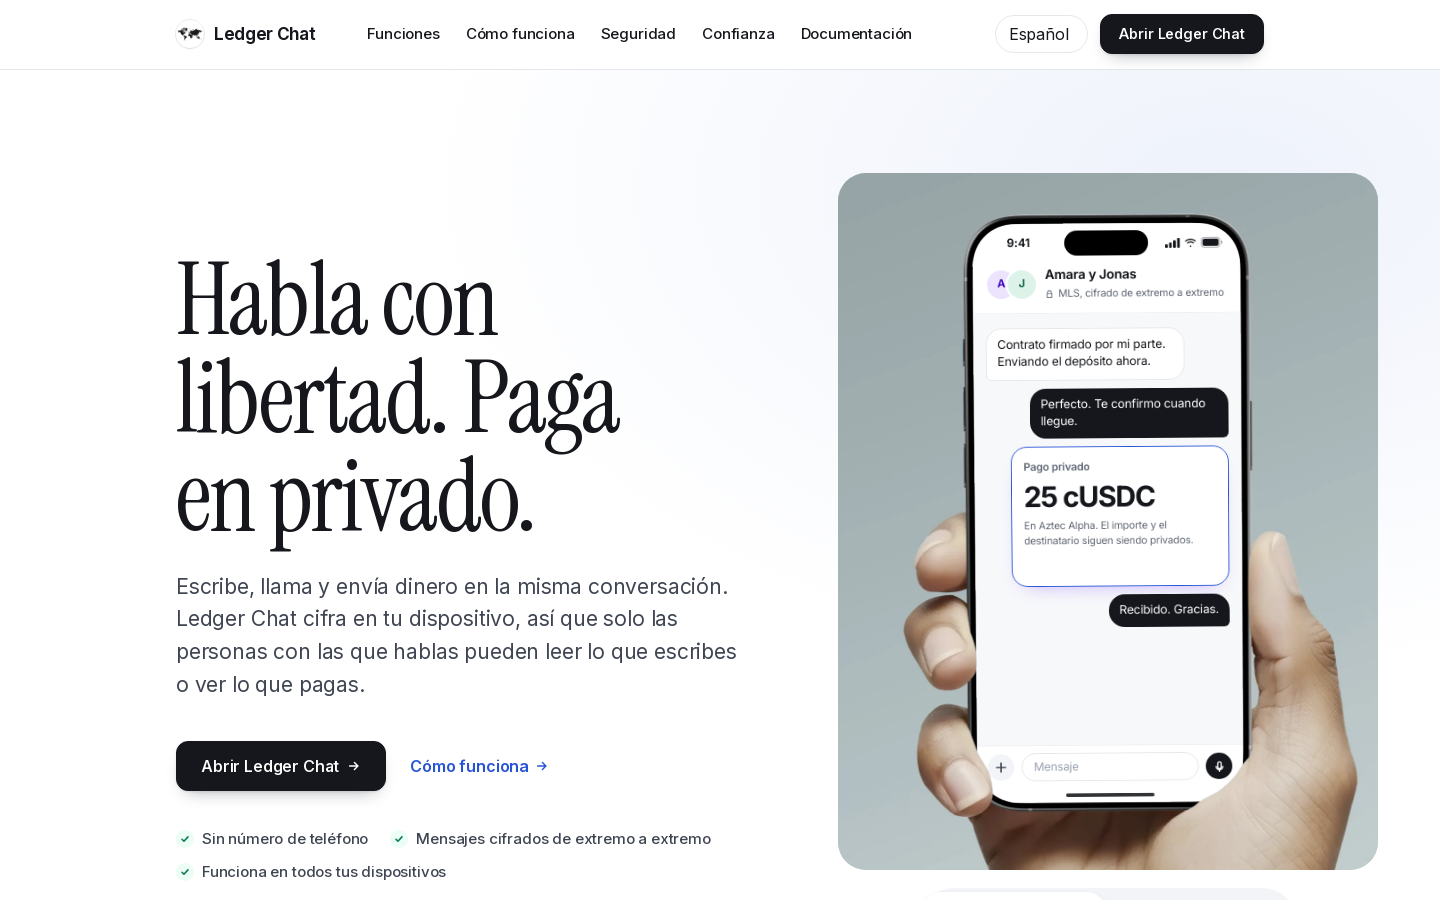 Ledger Chat
Funciones
Cómo funciona
Seguridad
Confianza
Documentación
Español
Abrir Ledger Chat
Habla con
libertad. Paga
en privado.
Escribe, llama y envía dinero en la misma conversación.
Ledger Chat cifra en tu dispositivo, así que solo las
personas con las que hablas pueden leer lo que escribes
o ver lo que pagas.
Abrir Ledger Chat →
Cómo funciona →
Sin número de teléfono
Mensajes cifrados de extremo a extremo
Funciona en todos tus dispositivos
9:41
A J
Amara y Jonas
MLS, cifrado de extremo a extremo
Contrato firmado por mi parte.
Enviando el depósito ahora.
Perfecto. Te confirmo cuando
llegue.
Pago privado
25 cUSDC
En Aztec Alpha. El importe y el
destinatario siguen siendo privados.
Recibido. Gracias.
Mensaje